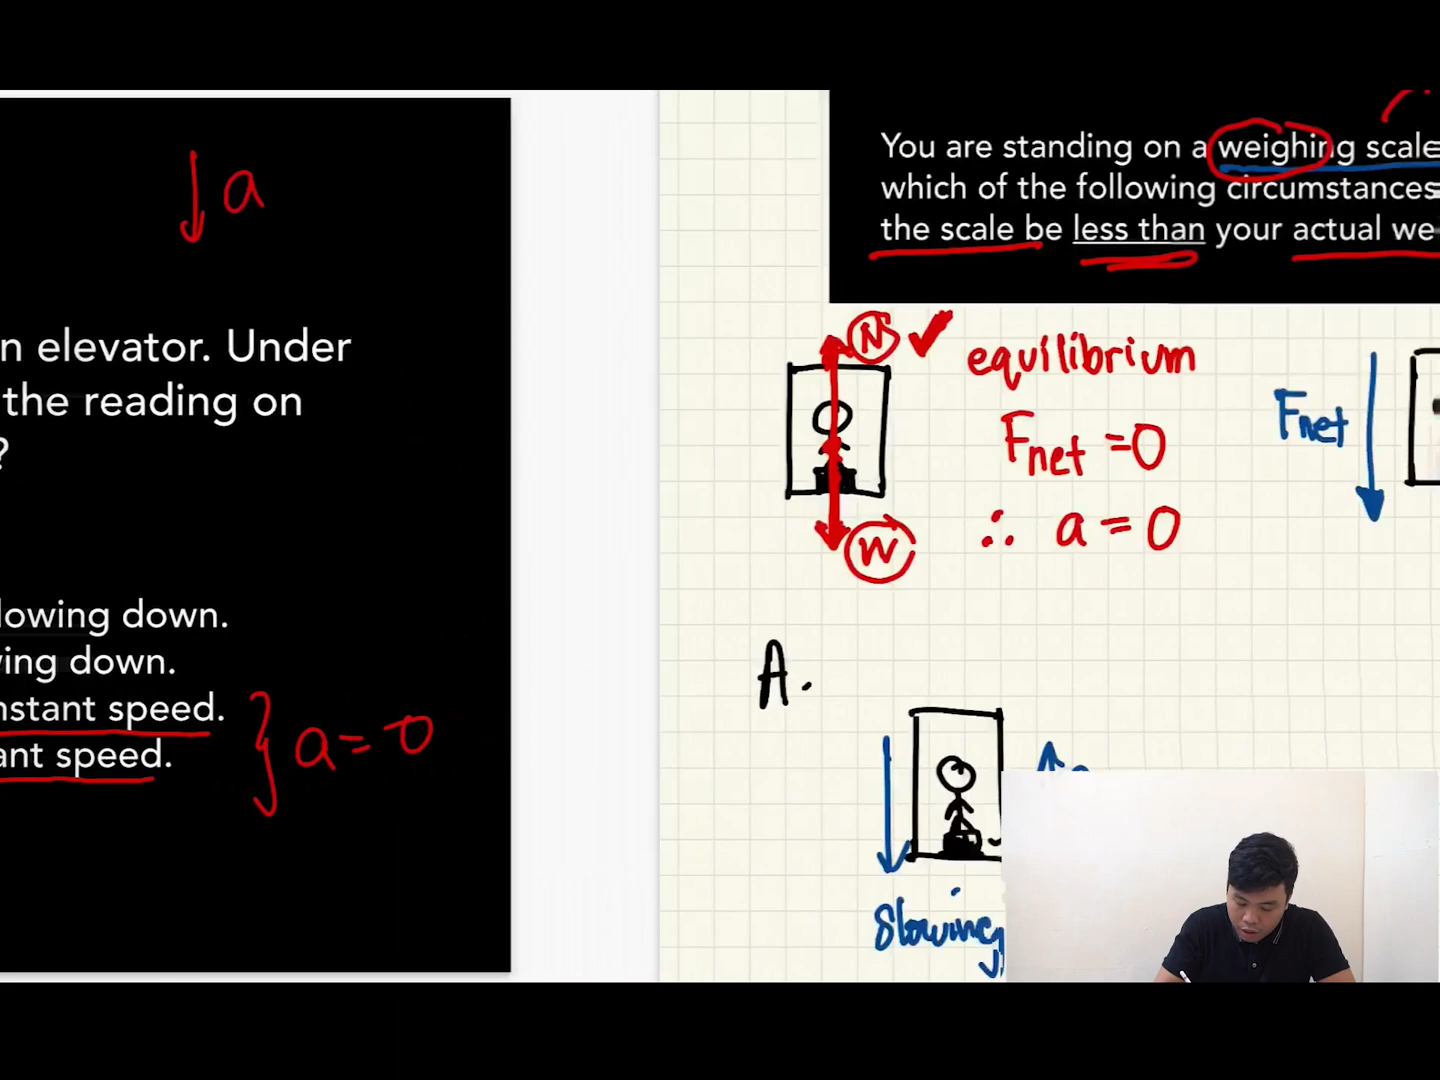 ↓ a
n elevator. Under
the reading on
?
lowing down.
ing down.
nstant speed.
ant speed.
} a = 0
You are standing on a weighing scale
which of the following circumstances
the scale be less than your actual we
N ✓
W
equilibrium
Fnet = 0
∴ a = 0
Fnet
A.
Slowing